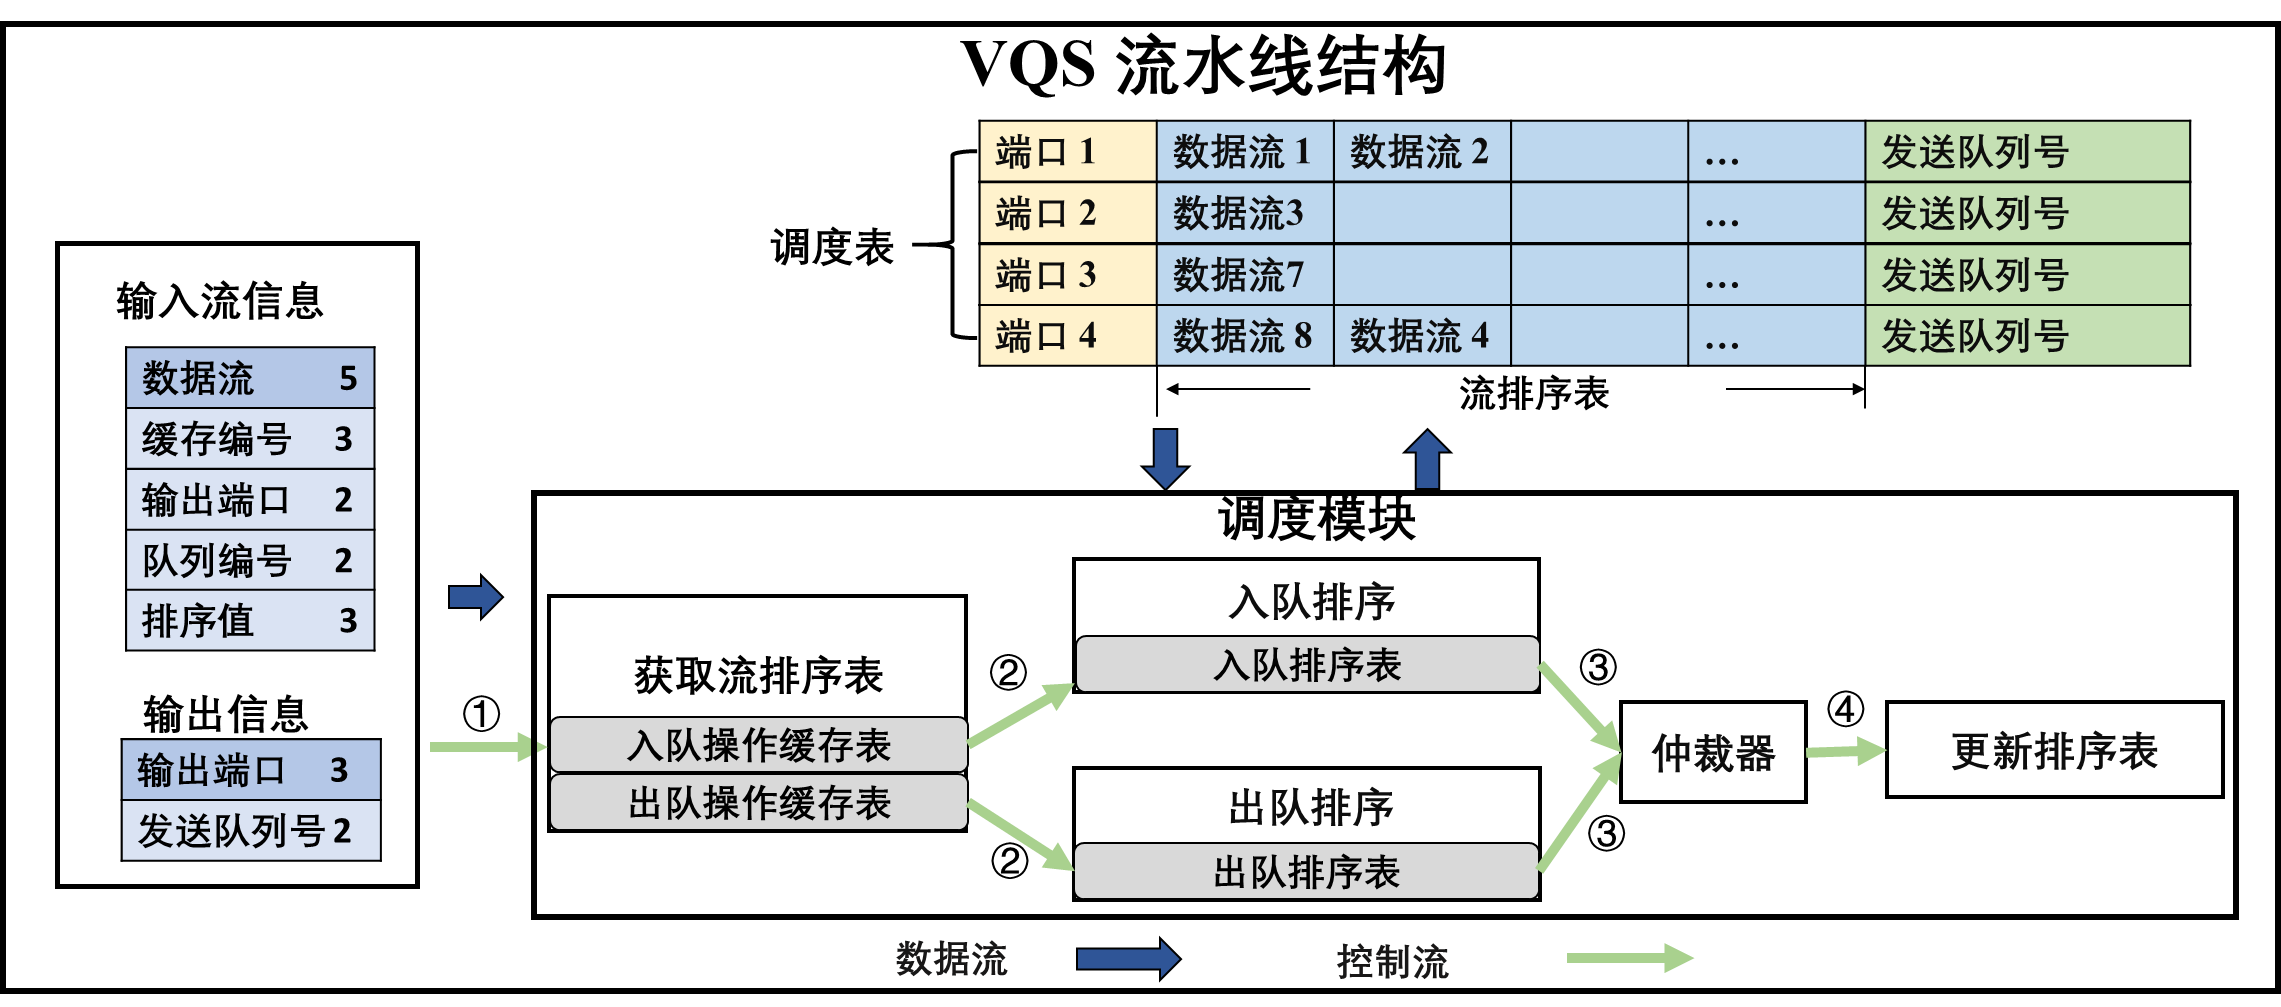 VQS 流水线结构
调度表
端口 1 数据流 1 数据流 2 ... 发送队列号
端口 2 数据流3 ... 发送队列号
端口 3 数据流7 ... 发送队列号
端口 4 数据流 8 数据流 4 ... 发送队列号
流排序表
输入流信息
数据流 5
缓存编号 3
输出端口 2
队列编号 2
排序值 3
输出信息
输出端口 3
发送队列号 2
①
调度模块
获取流排序表
入队操作缓存表
出队操作缓存表
②
②
入队排序
入队排序表
出队排序
出队排序表
③
③
仲裁器
④
更新排序表
数据流
控制流